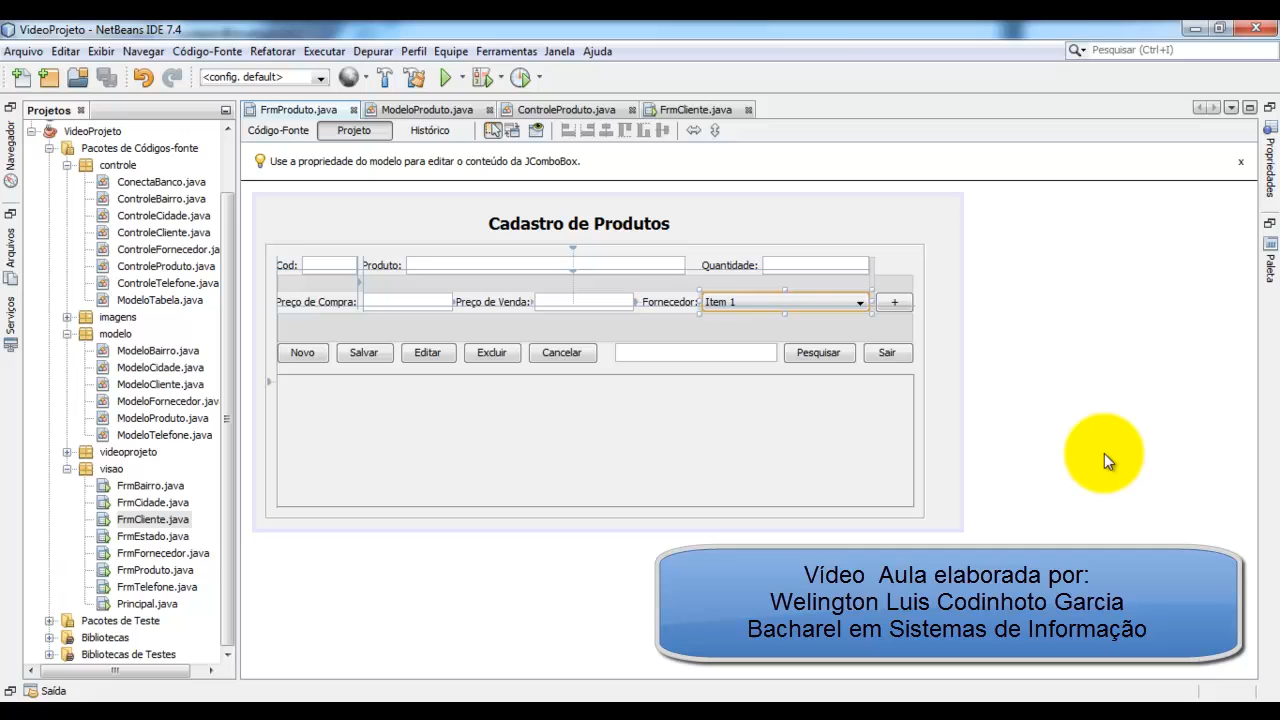 VideoProjeto - NetBeans IDE 7.4
Arquivo Editar Exibir Navegar Código-Fonte Refatorar Executar Depurar Perfil Equipe Ferramentas Janela Ajuda
Pesquisar (Ctrl+I)
<config. default>
Projetos
FrmProduto.java
ModeloProduto.java
ControleProduto.java
FrmCliente.java
Código-Fonte Projeto Histórico
Use a propriedade do modelo para editar o conteúdo da JComboBox.
x
Navegador
Arquivos
Serviços
VideoProjeto
Pacotes de Códigos-fonte
controle
ConectaBanco.java
ControleBairro.java
ControleCidade.java
ControleCliente.java
ControleFornecedor.ja
ControleProduto.java
ControleTelefone.java
ModeloTabela.java
imagens
modelo
ModeloBairro.java
ModeloCidade.java
ModeloCliente.java
ModeloFornecedor.jav
ModeloProduto.java
ModeloTelefone.java
videoprojeto
visao
FrmBairro.java
FrmCidade.java
FrmCliente.java
FrmEstado.java
FrmFornecedor.java
FrmProduto.java
FrmTelefone.java
Principal.java
Pacotes de Teste
Bibliotecas
Bibliotecas de Testes
Cadastro de Produtos
Cod: Produto: Quantidade:
Preço de Compra: Preço de Venda: Fornecedor: Item 1 +
Novo Salvar Editar Excluir Cancelar Pesquisar Sair
Propriedades
Paleta
Vídeo Aula elaborada por:
Welington Luis Codinhoto Garcia
Bacharel em Sistemas de Informação
Saída